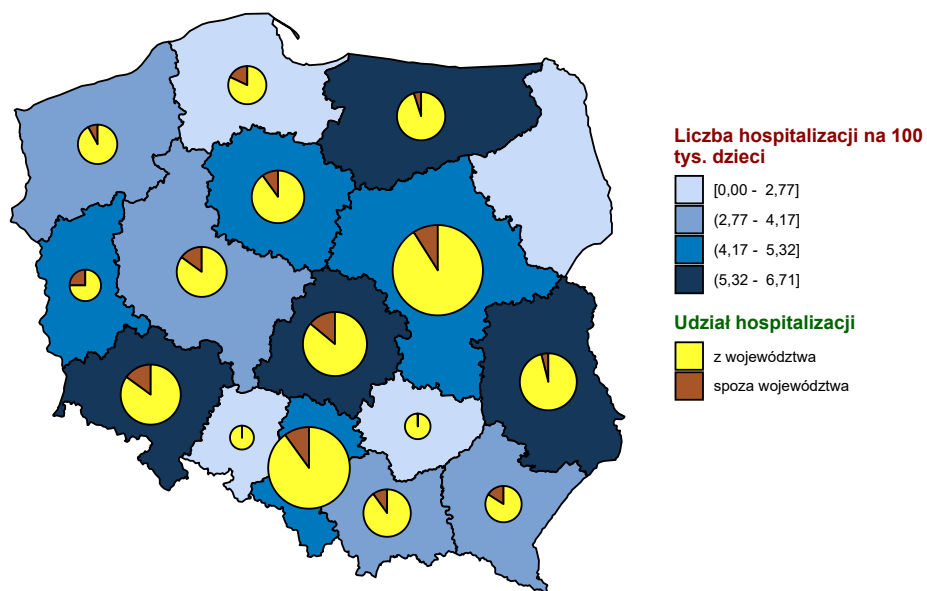 Liczba hospitalizacji na 100
tys. dzieci
[0,00 - 2,77]
(2,77 - 4,17]
(4,17 - 5,32]
(5,32 - 6,71]
Udział hospitalizacji
z województwa
spoza województwa